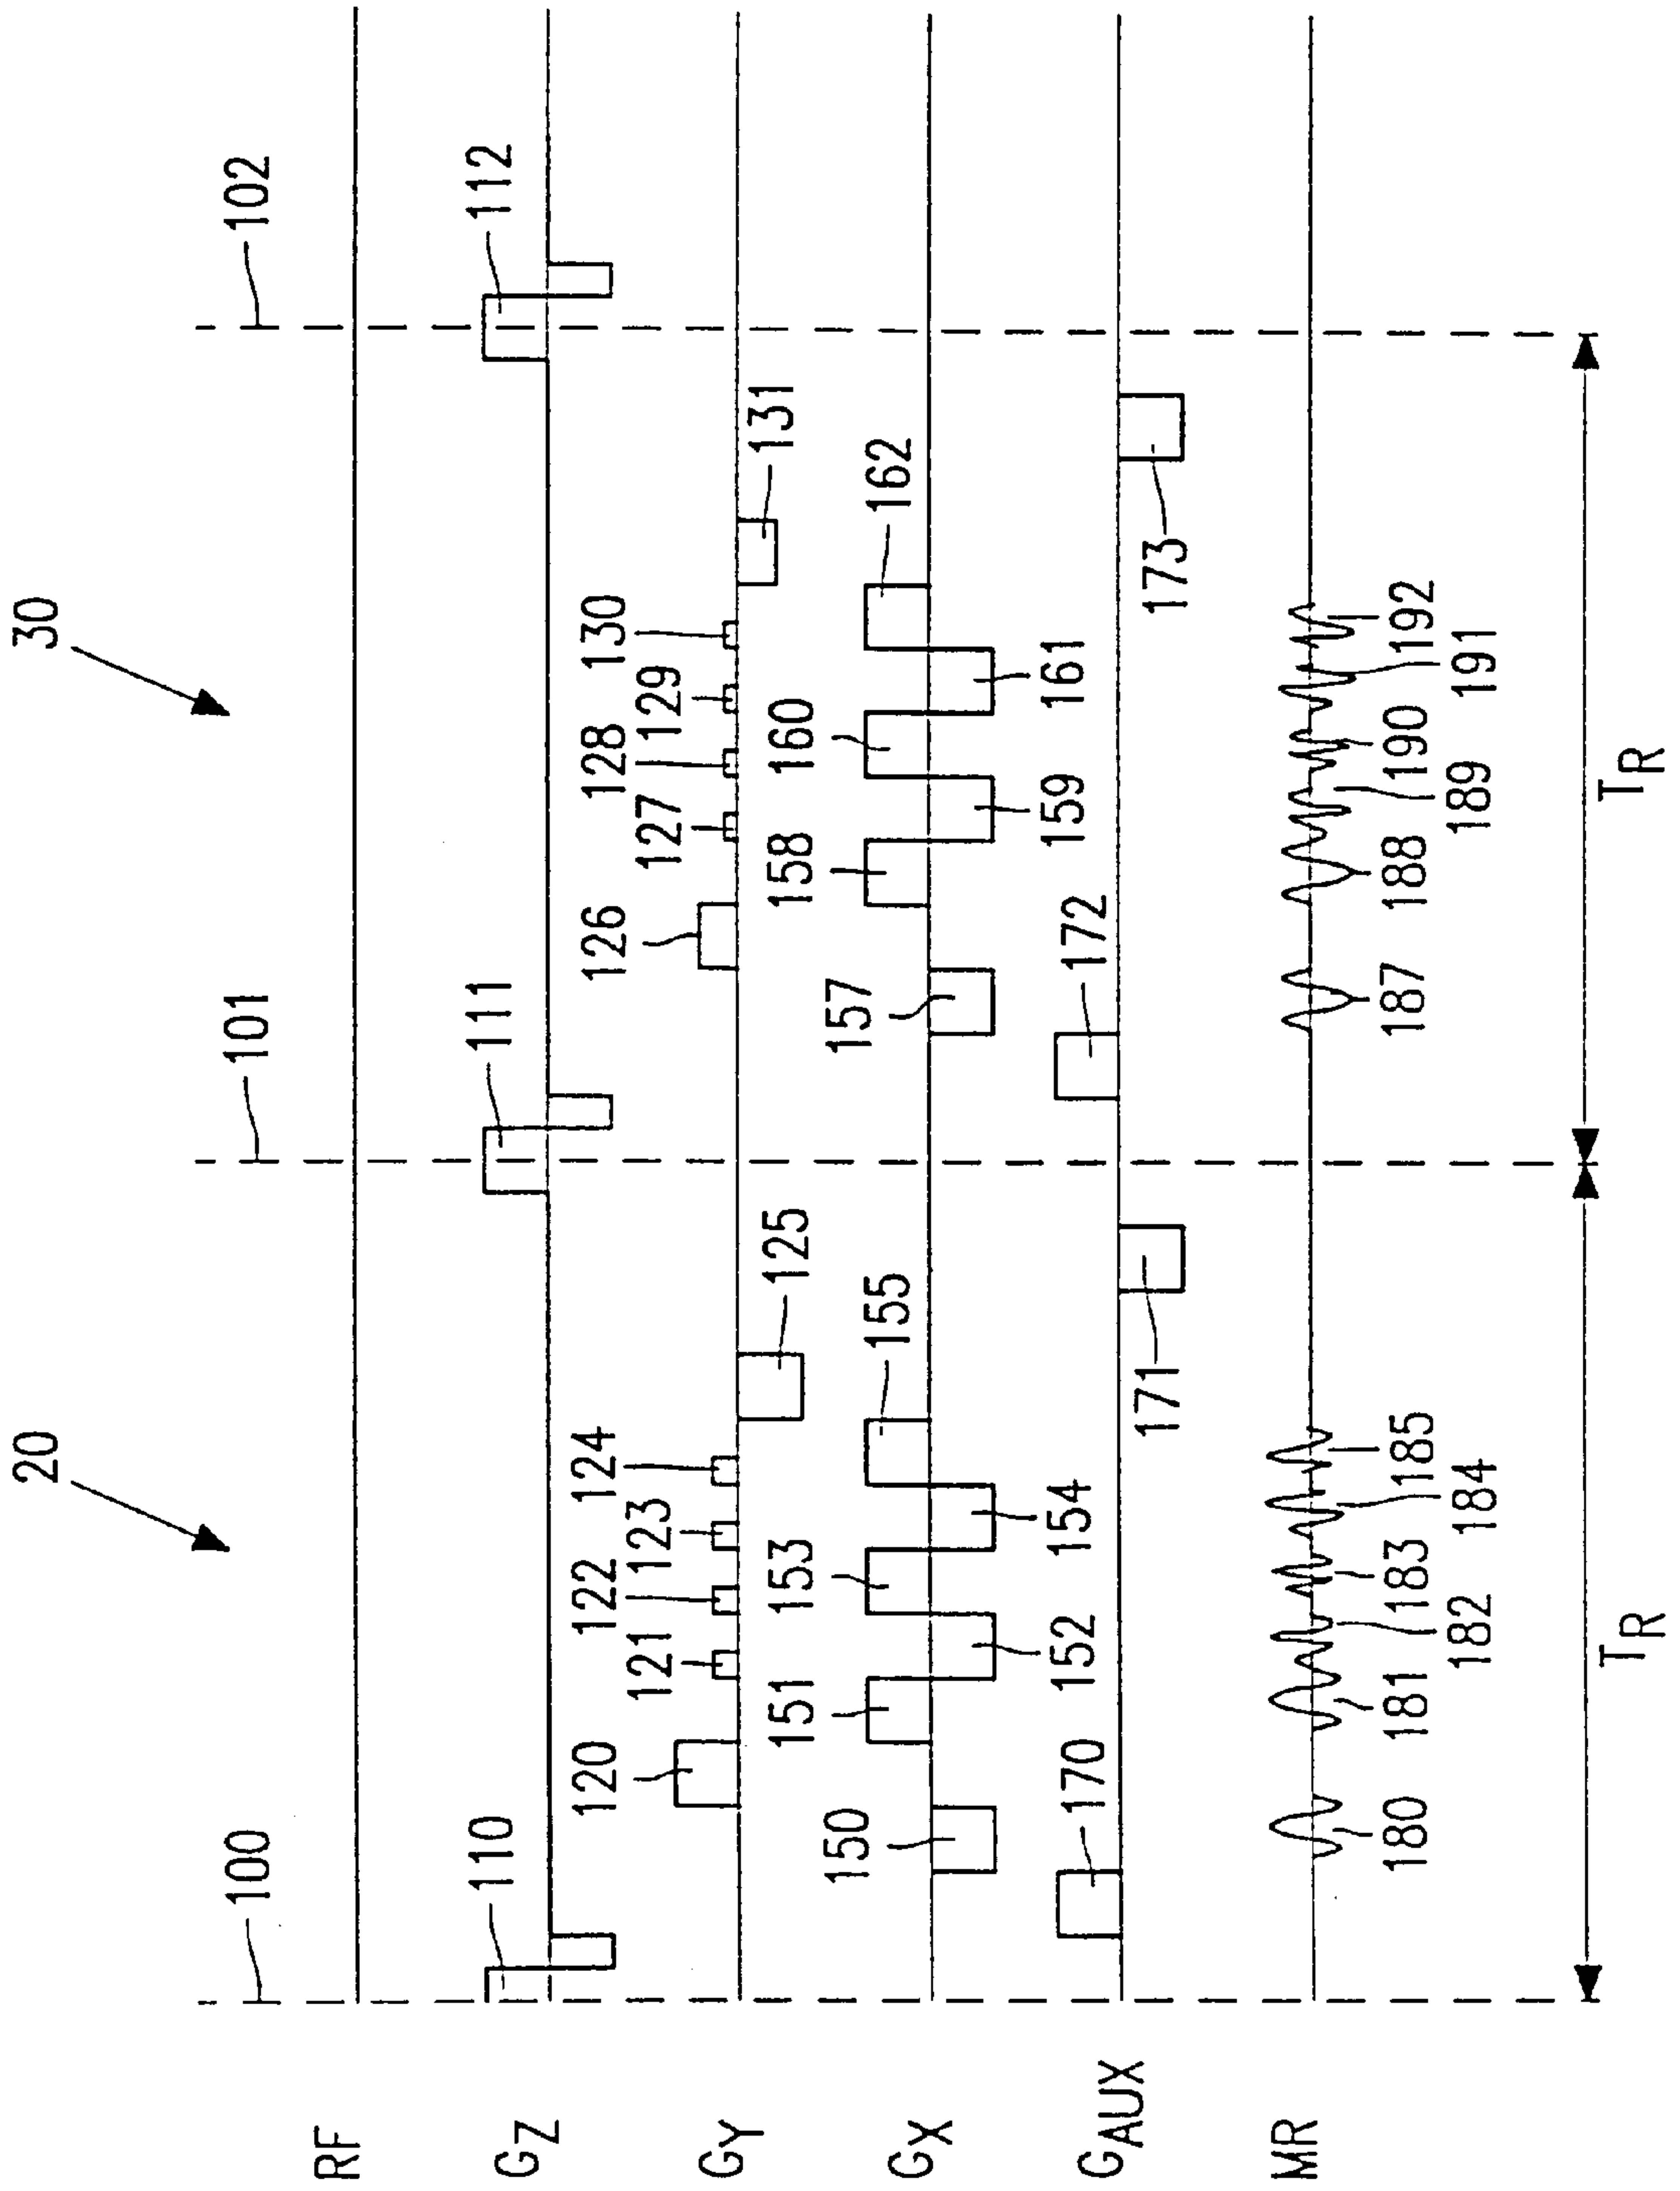 20 30
100 101 102
RF
110 111 112
GZ
120 121 122 123 124 125 126 127 128 129 130 131
GY
150 151 152 153 154 155 157 158 159 160 161 162
GX
170 171 172 173
GAUX
MR
180 181 182 183 184 185 187 188 189 190 191 192
TR TR